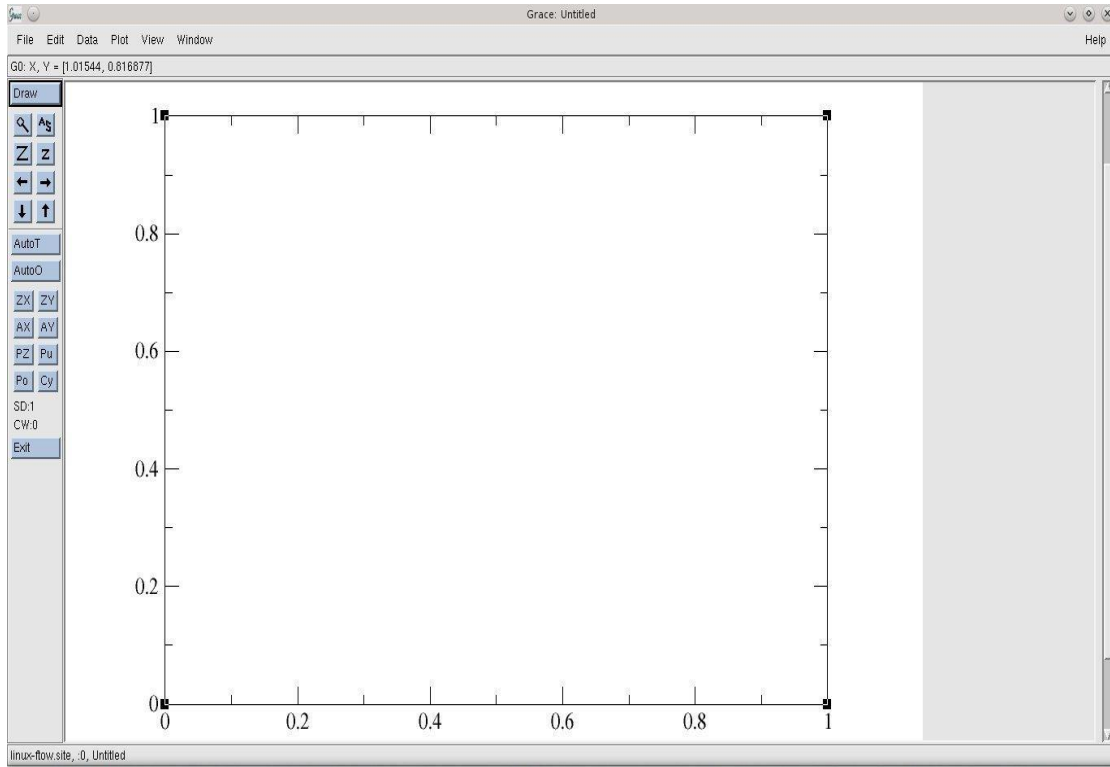 Grace: Untitled
File Edit Data Plot View Window Help
G0: X, Y = [1.01544, 0.816877]
Draw
AS
Z z
AutoT
AutoO
ZX ZY
AX AY
PZ Pu
Po Cy
SD:1
CW:0
Exit
1
0.8
0.6
0.4
0.2
0
0 0.2 0.4 0.6 0.8 1
linux-flow.site, :0, Untitled